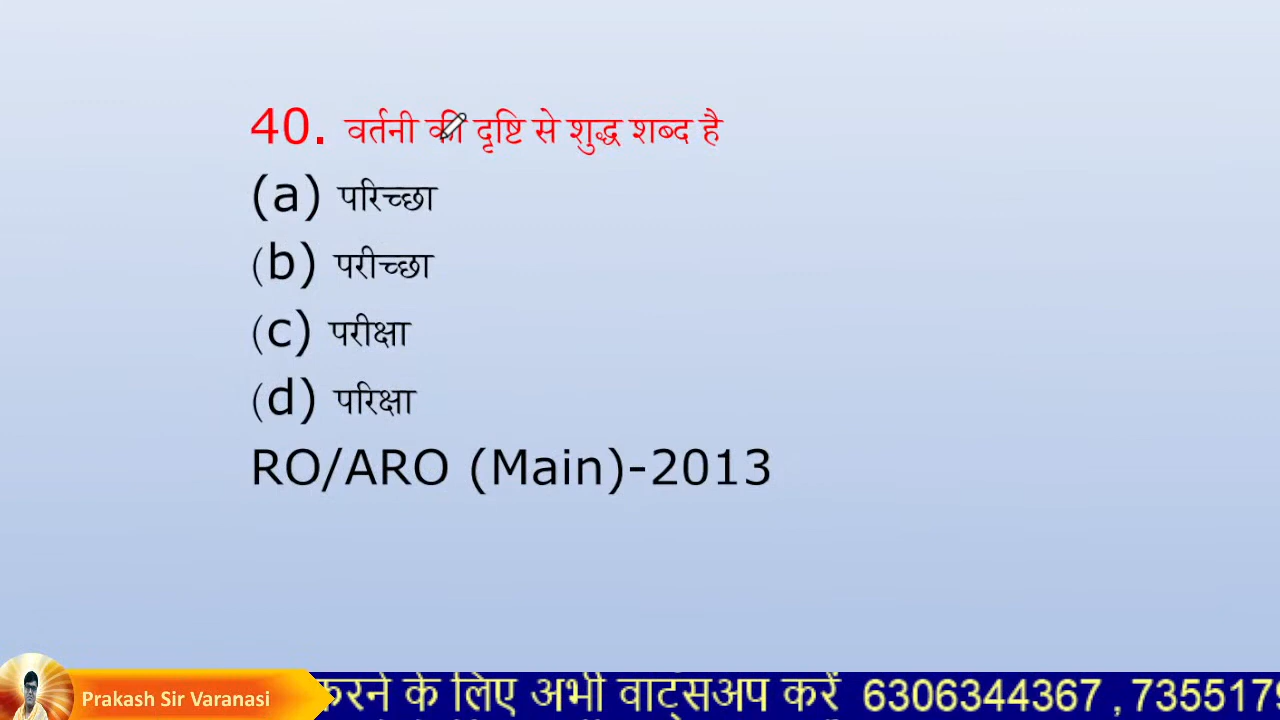 40. वर्तनी की दृष्टि से शुद्ध शब्द है
(a) परिच्छा
(b) परीच्छा
(c) परीक्षा
(d) परिक्षा
RO/ARO (Main)-2013
Prakash Sir Varanasi
करने के लिए अभी वाट्सअप करें 6306344367 , 735517